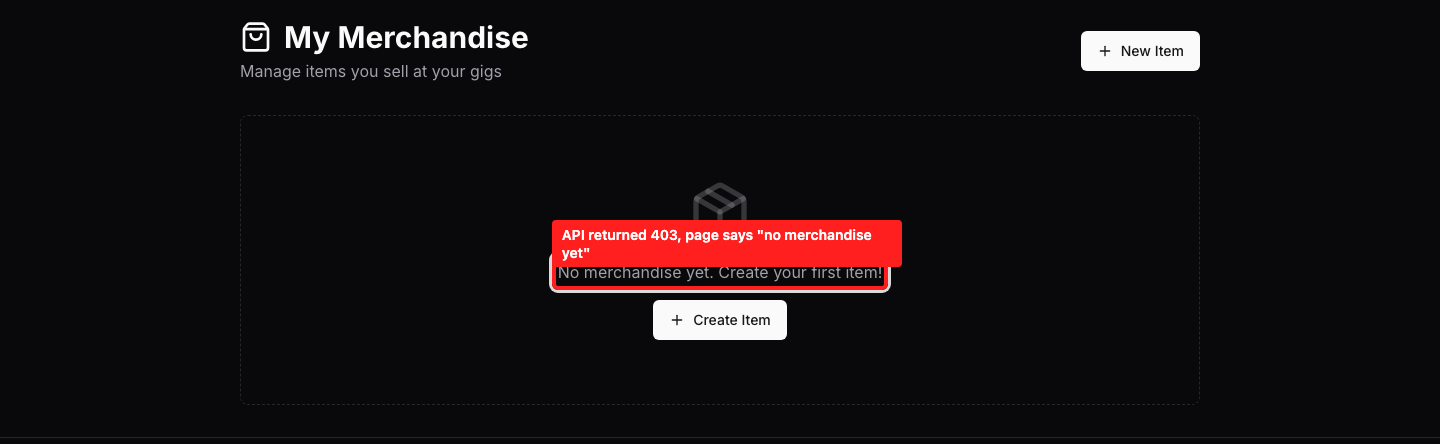 My Merchandise
Manage items you sell at your gigs
New Item
API returned 403, page says "no merchandise
yet"
No merchandise yet. Create your first item!
Create Item